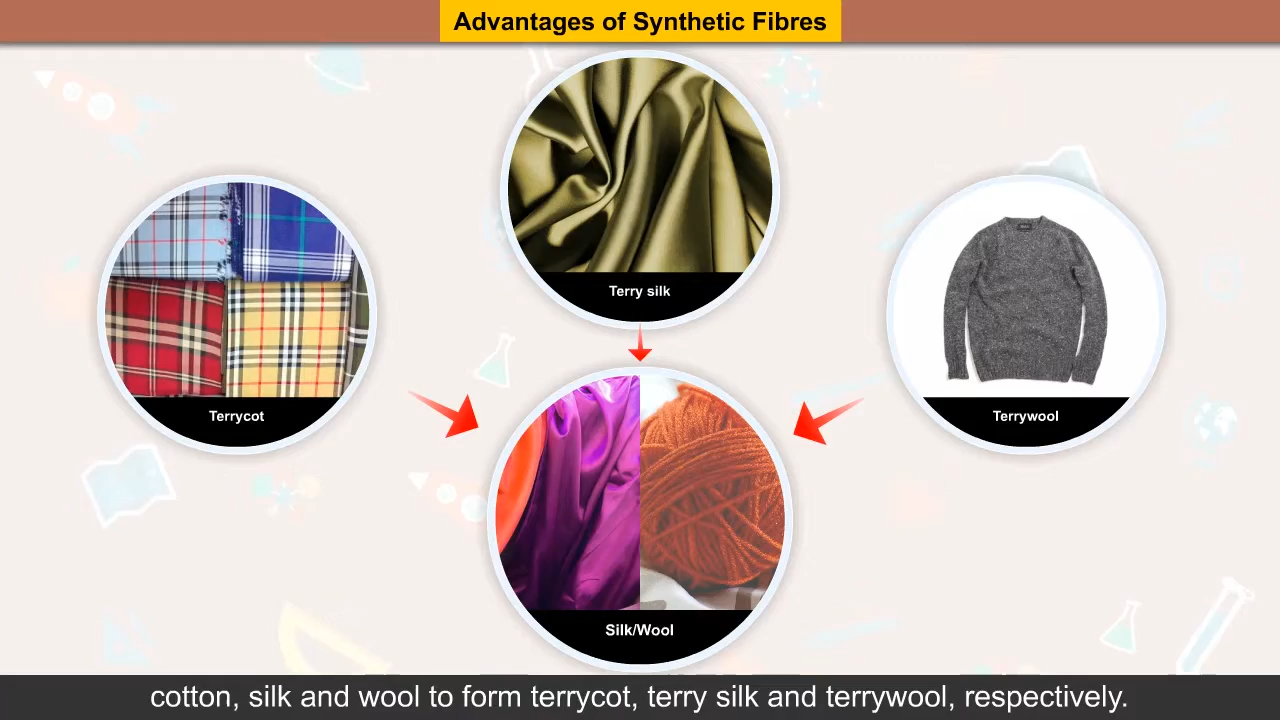 Advantages of Synthetic Fibres
Terry silk
Terrycot
Terrywool
Silk/Wool
cotton, silk and wool to form terrycot, terry silk and terrywool, respectively.